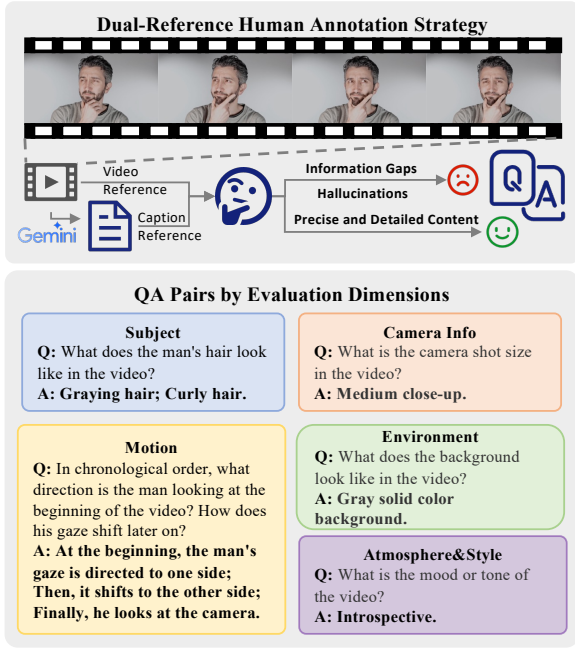 Dual-Reference Human Annotation Strategy
Video
Reference
Gemini
Caption
Reference
Information Gaps
Hallucinations
Precise and Detailed Content
Q
A
QA Pairs by Evaluation Dimensions
Subject
Q: What does the man's hair look
like in the video?
A: Graying hair; Curly hair.
Camera Info
Q: What is the camera shot size
in the video?
A: Medium close-up.
Motion
Q: In chronological order, what
direction is the man looking at the
beginning of the video? How does
his gaze shift later on?
A: At the beginning, the man's
gaze is directed to one side;
Then, it shifts to the other side;
Finally, he looks at the camera.
Environment
Q: What does the background
look like in the video?
A: Gray solid color
background.
Atmosphere&Style
Q: What is the mood or tone of
the video?
A: Introspective.